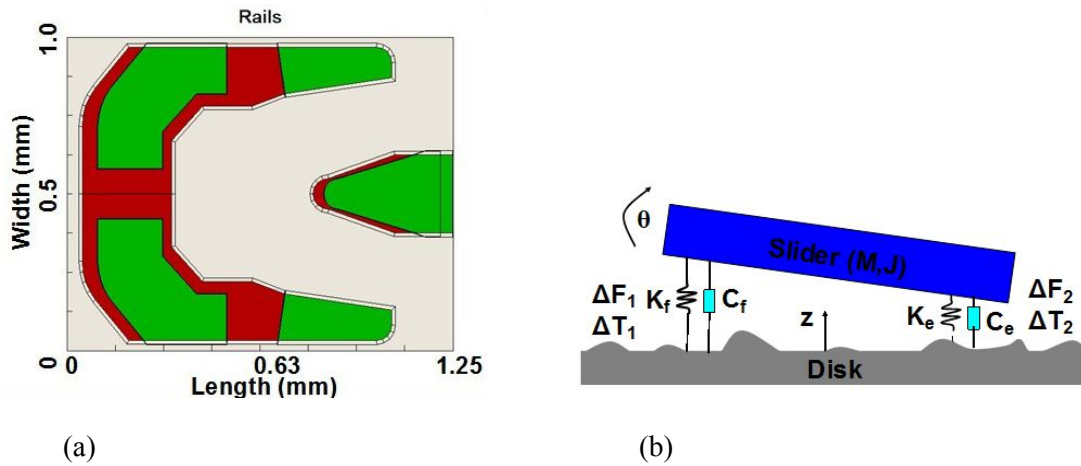 Rails
1.0
0.5
0
Width (mm)
0 0.63 1.25
Length (mm)
θ
Slider (M,J)
ΔF1 Kf Cf
ΔT1
z
Ke Ce
ΔF2
ΔT2
Disk
(a) (b)